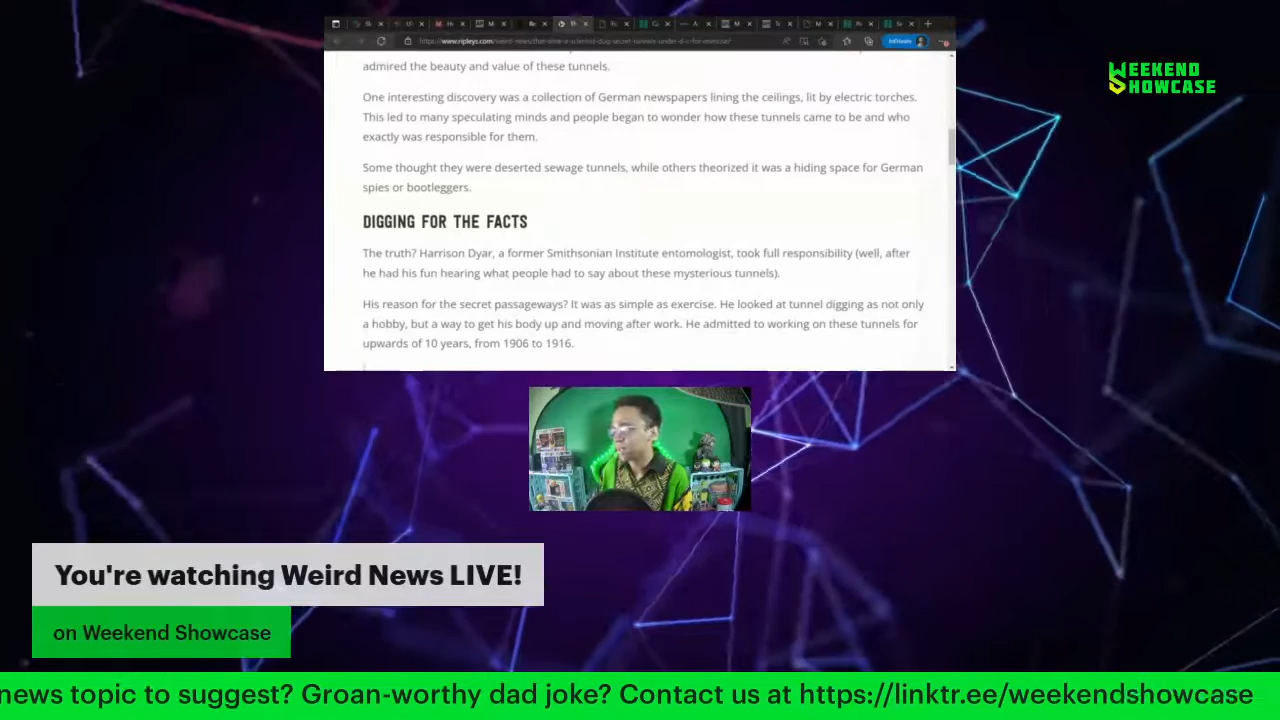 https://www.ripleys.com/weird-news/
InPrivate
admired the beauty and value of these tunnels.
WEEKEND
SHOWCASE
One interesting discovery was a collection of German newspapers lining the ceilings, lit by electric torches.
This led to many speculating minds and people began to wonder how these tunnels came to be and who
exactly was responsible for them.
Some thought they were deserted sewage tunnels, while others theorized it was a hiding space for German
spies or bootleggers.
DIGGING FOR THE FACTS
The truth? Harrison Dyar, a former Smithsonian Institute entomologist, took full responsibility (well, after
he had his fun hearing what people had to say about these mysterious tunnels).
His reason for the secret passageways? It was as simple as exercise. He looked at tunnel digging as not only
a hobby, but a way to get his body up and moving after work. He admitted to working on these tunnels for
upwards of 10 years, from 1906 to 1916.
You're watching Weird News LIVE!
on Weekend Showcase
news topic to suggest? Groan-worthy dad joke? Contact us at https://linktr.ee/weekendshowcase